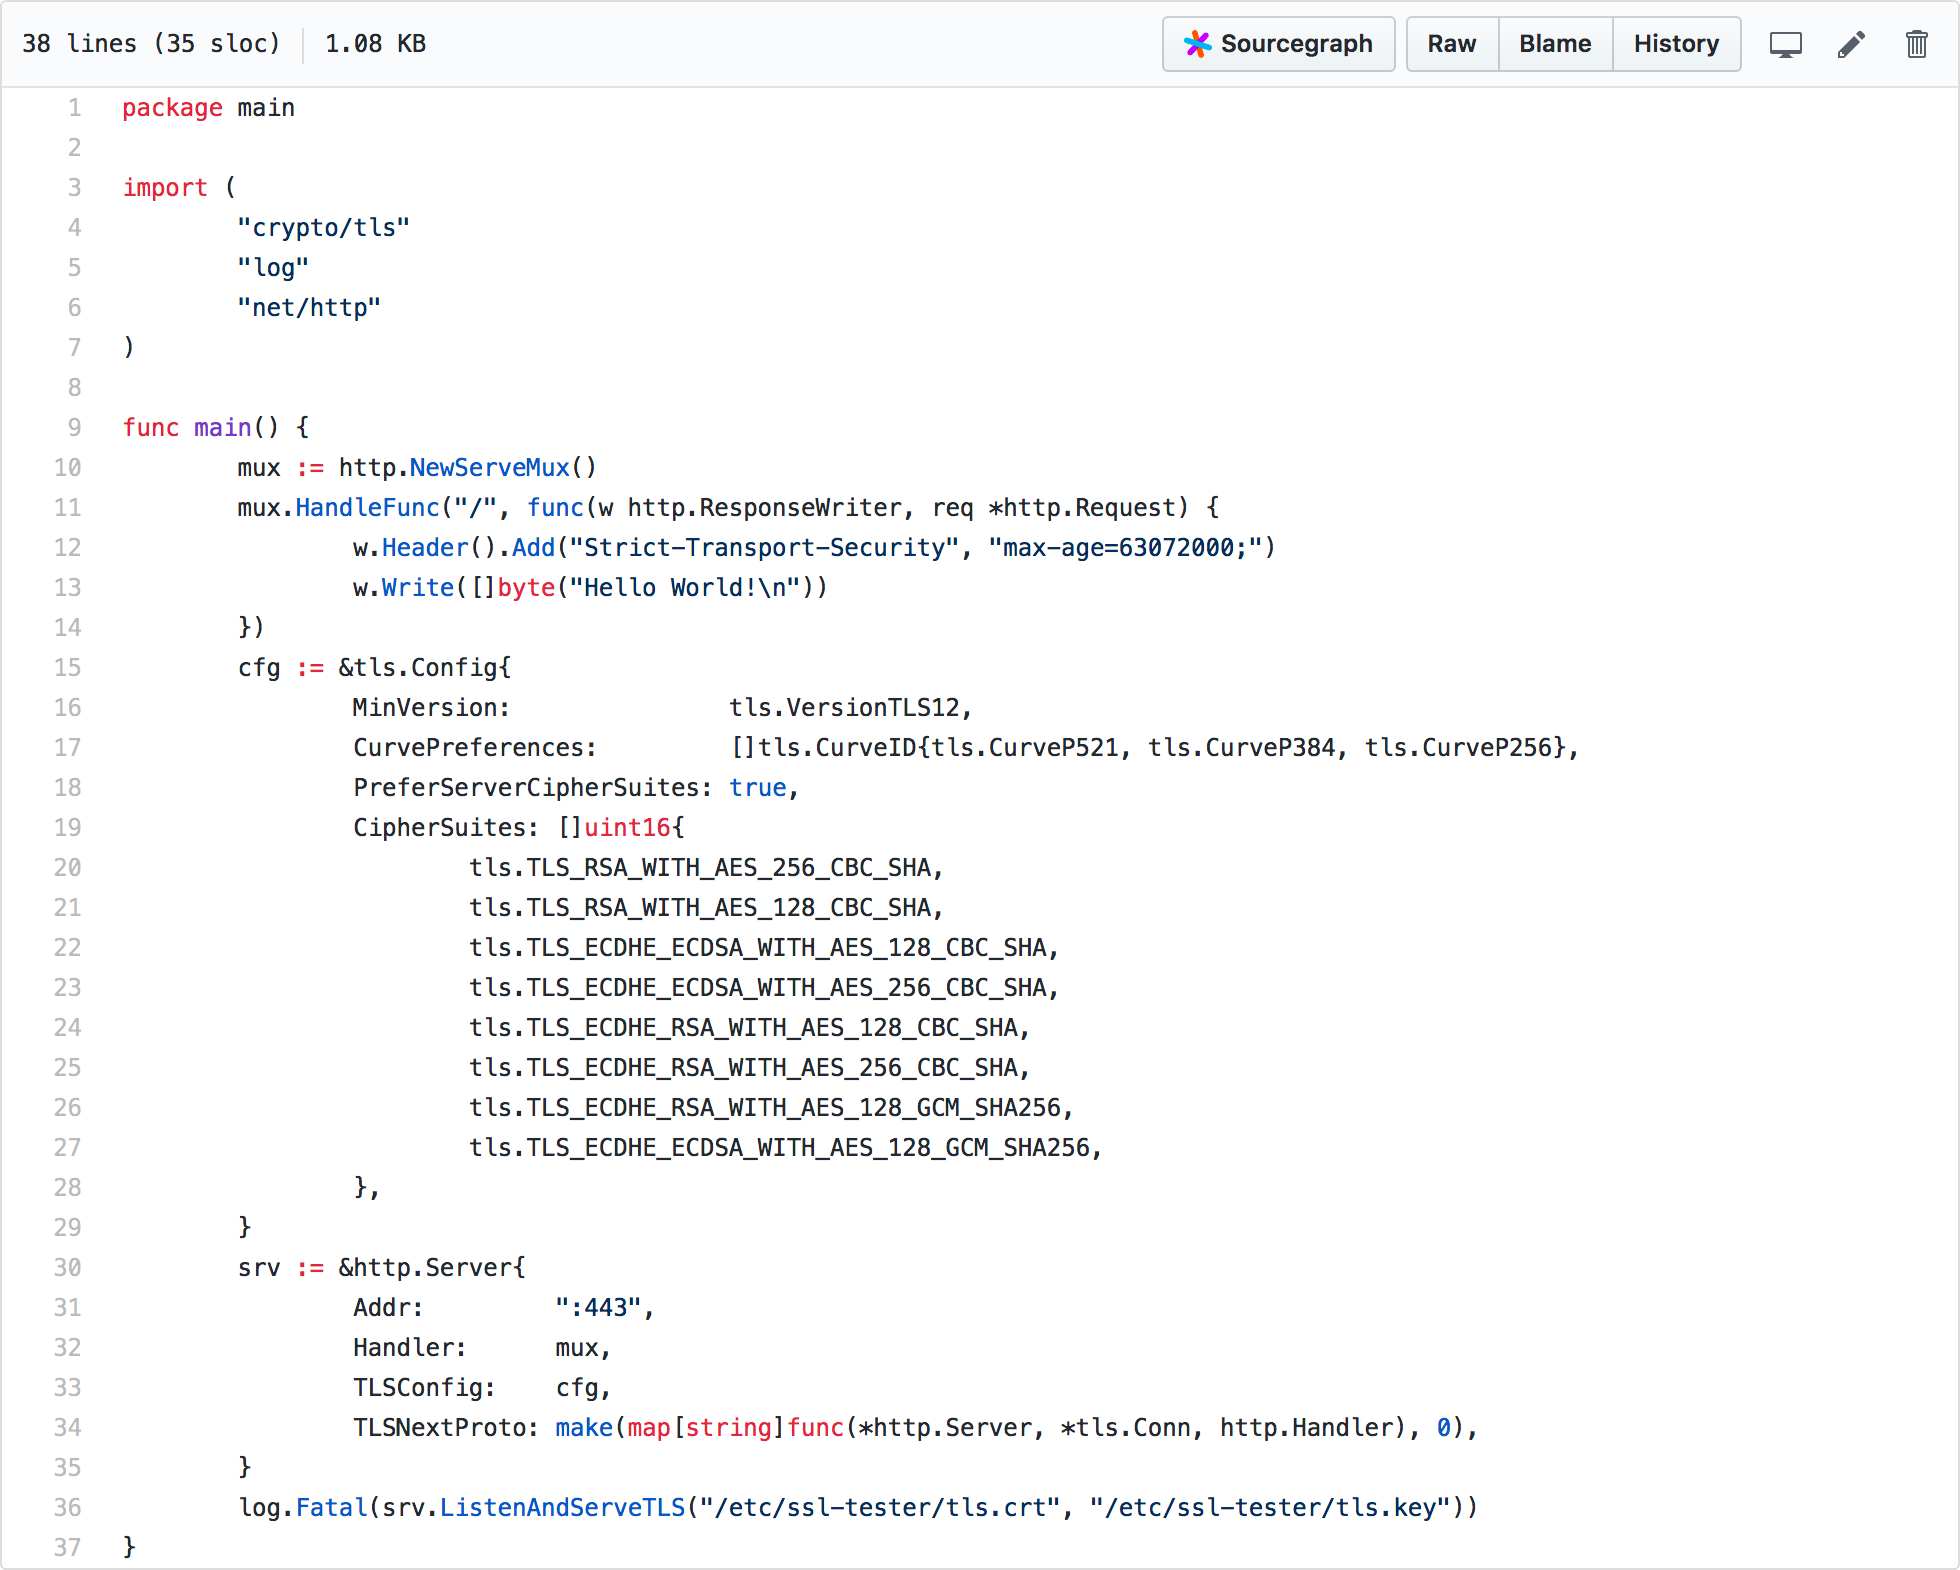 38 lines (35 sloc) 1.08 KB Sourcegraph Raw Blame History
1 package main
2
3 import (
4 "crypto/tls"
5 "log"
6 "net/http"
7 )
8
9 func main() {
10 mux := http.NewServeMux()
11 mux.HandleFunc("/", func(w http.ResponseWriter, req *http.Request) {
12 w.Header().Add("Strict-Transport-Security", "max-age=63072000;")
13 w.Write([]byte("Hello World!\n"))
14 })
15 cfg := &tls.Config{
16 MinVersion: tls.VersionTLS12,
17 CurvePreferences: []tls.CurveID{tls.CurveP521, tls.CurveP384, tls.CurveP256},
18 PreferServerCipherSuites: true,
19 CipherSuites: []uint16{
20 tls.TLS_RSA_WITH_AES_256_CBC_SHA,
21 tls.TLS_RSA_WITH_AES_128_CBC_SHA,
22 tls.TLS_ECDHE_ECDSA_WITH_AES_128_CBC_SHA,
23 tls.TLS_ECDHE_ECDSA_WITH_AES_256_CBC_SHA,
24 tls.TLS_ECDHE_RSA_WITH_AES_128_CBC_SHA,
25 tls.TLS_ECDHE_RSA_WITH_AES_256_CBC_SHA,
26 tls.TLS_ECDHE_RSA_WITH_AES_128_GCM_SHA256,
27 tls.TLS_ECDHE_ECDSA_WITH_AES_128_GCM_SHA256,
28 },
29 }
30 srv := &http.Server{
31 Addr: ":443",
32 Handler: mux,
33 TLSConfig: cfg,
34 TLSNextProto: make(map[string]func(*http.Server, *tls.Conn, http.Handler), 0),
35 }
36 log.Fatal(srv.ListenAndServeTLS("/etc/ssl-tester/tls.crt", "/etc/ssl-tester/tls.key"))
37 }